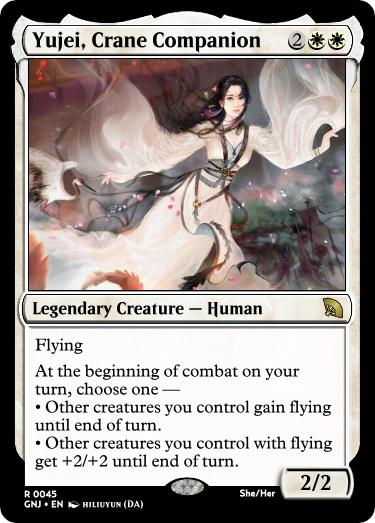 Yujei, Crane Companion 2
Legendary Creature — Human
Flying
At the beginning of combat on your
turn, choose one —
• Other creatures you control gain flying
until end of turn.
• Other creatures you control with flying
get +2/+2 until end of turn.
2/2
R 0045
She/Her
GNJ • EN HILIUYUN (DA)